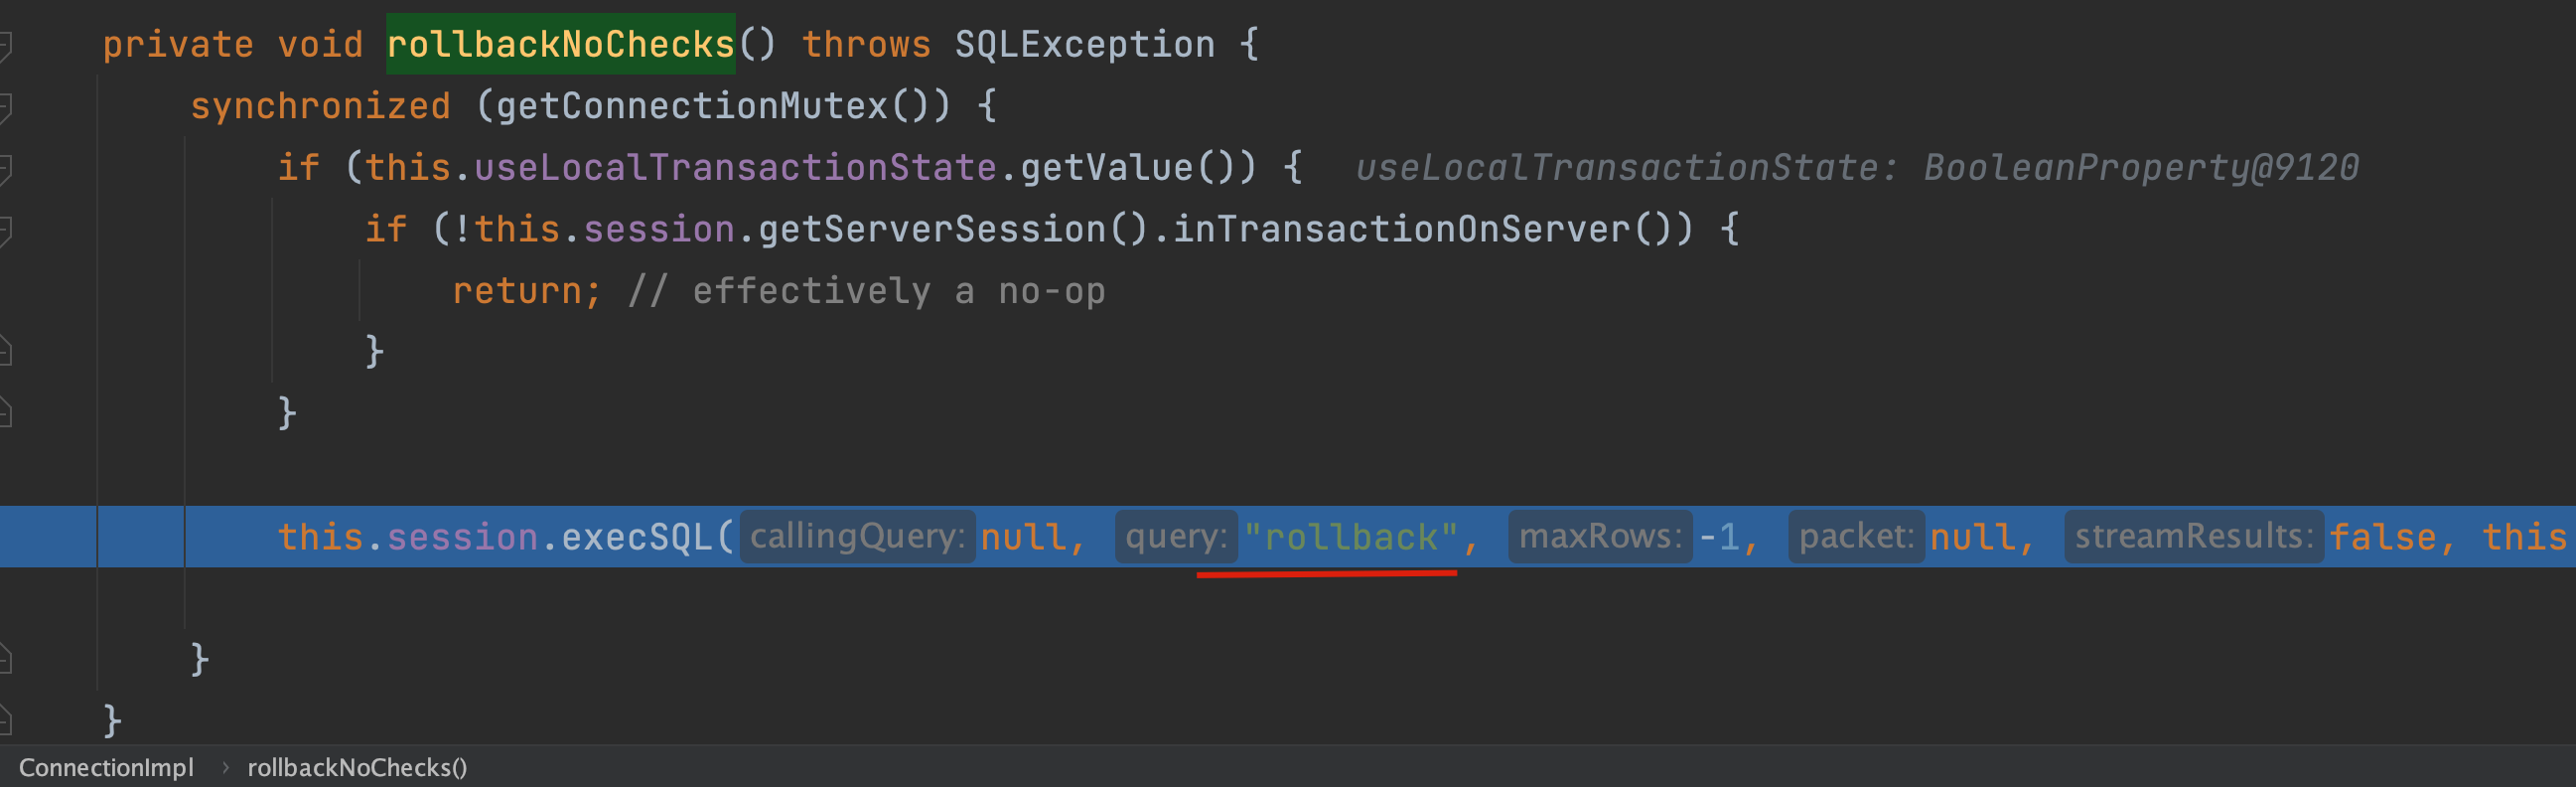 private void rollbackNoChecks() throws SQLException {
synchronized (getConnectionMutex()) {
if (this.useLocalTransactionState.getValue()) { useLocalTransactionState: BooleanProperty@9120
if (!this.session.getServerSession().inTransactionOnServer()) {
return; // effectively a no-op
}
}
this.session.execSQL( callingQuery: null, query: "rollback", maxRows: -1, packet: null, streamResults: false, this
}
}
ConnectionImpl › rollbackNoChecks()